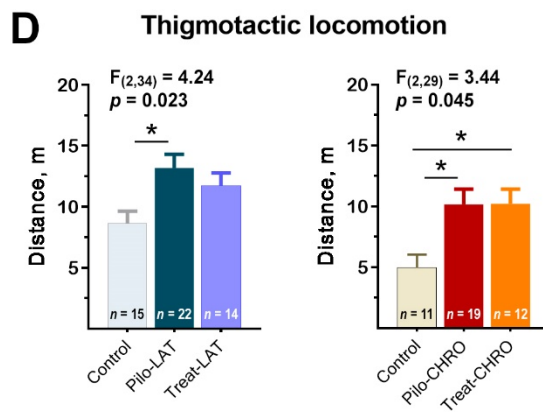 D
Thigmotactic locomotion
F(2,34) = 4.24
p = 0.023
*
Distance, m
20
15
10
5
n = 15
n = 22
n = 14
Control
Pilo-LAT
Treat-LAT
F(2,29) = 3.44
p = 0.045
*
*
Distance, m
20
15
10
5
n = 11
n = 19
n = 12
Control
Pilo-CHRO
Treat-CHRO